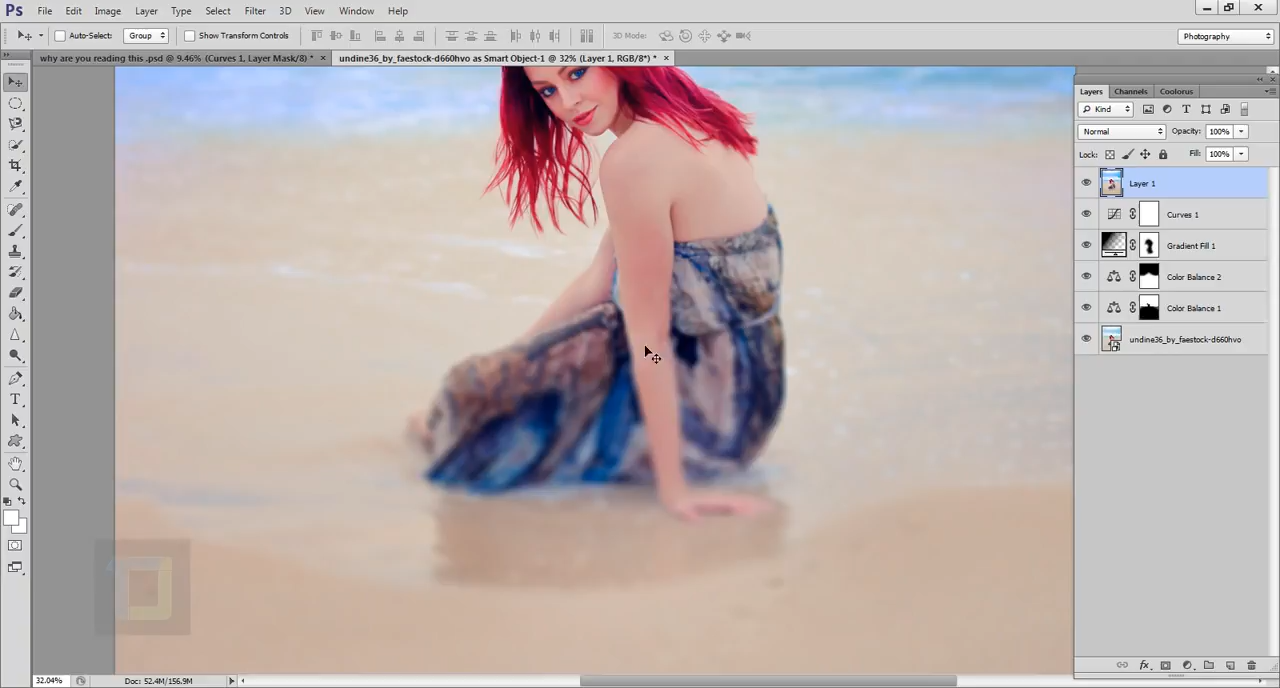 Ps File Edit Image Layer Type Select Filter 3D View Window Help
Auto-Select: Group Show Transform Controls 3D Mode: Photography
why are you reading this .psd @ 9.46% (Curves 1, Layer Mask/8) * × undine36_by_faestock-d660hvo as Smart Object-1 @ 32% (Layer 1, RGB/8*) * ×
Layers Channels Coolorus
Kind
Normal Opacity: 100%
Lock: Fill: 100%
Layer 1
Curves 1
Gradient Fill 1
Color Balance 2
Color Balance 1
undine36_by_faestock-d660hvo
32.04% Doc: 52.4M/156.9M